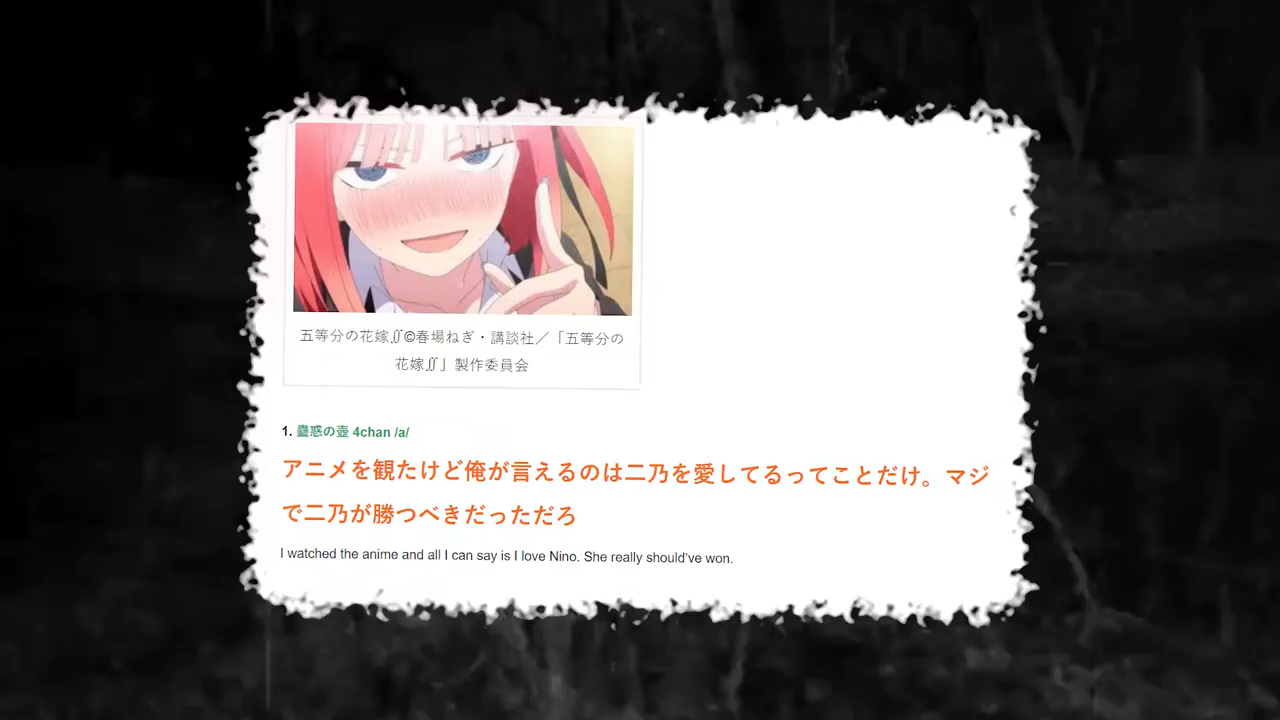 五等分の花嫁∬©春場ねぎ・講談社／「五等分の
花嫁∬」製作委員会
1. 蠱惑の壺 4chan /a/
アニメを観たけど俺が言えるのは二乃を愛してるってことだけ。マジ
で二乃が勝つべきだっただろ
I watched the anime and all I can say is I love Nino. She really should've won.